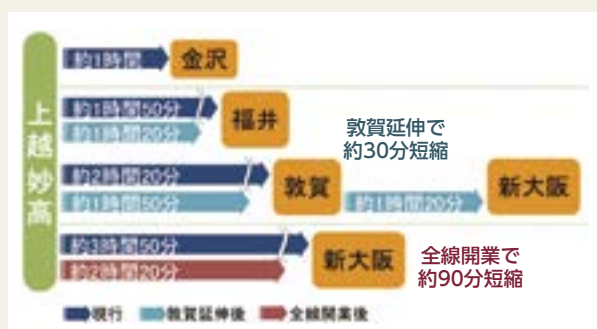 上越妙高
約1時間
金沢
約1時間50分
約1時間20分
福井
敦賀延伸で
約30分短縮
約2時間20分
約1時間50分
敦賀
約1時間20分
新大阪
約3時間50分
約2時間20分
新大阪
全線開業で
約90分短縮
現行
敦賀延伸後
全線開業後